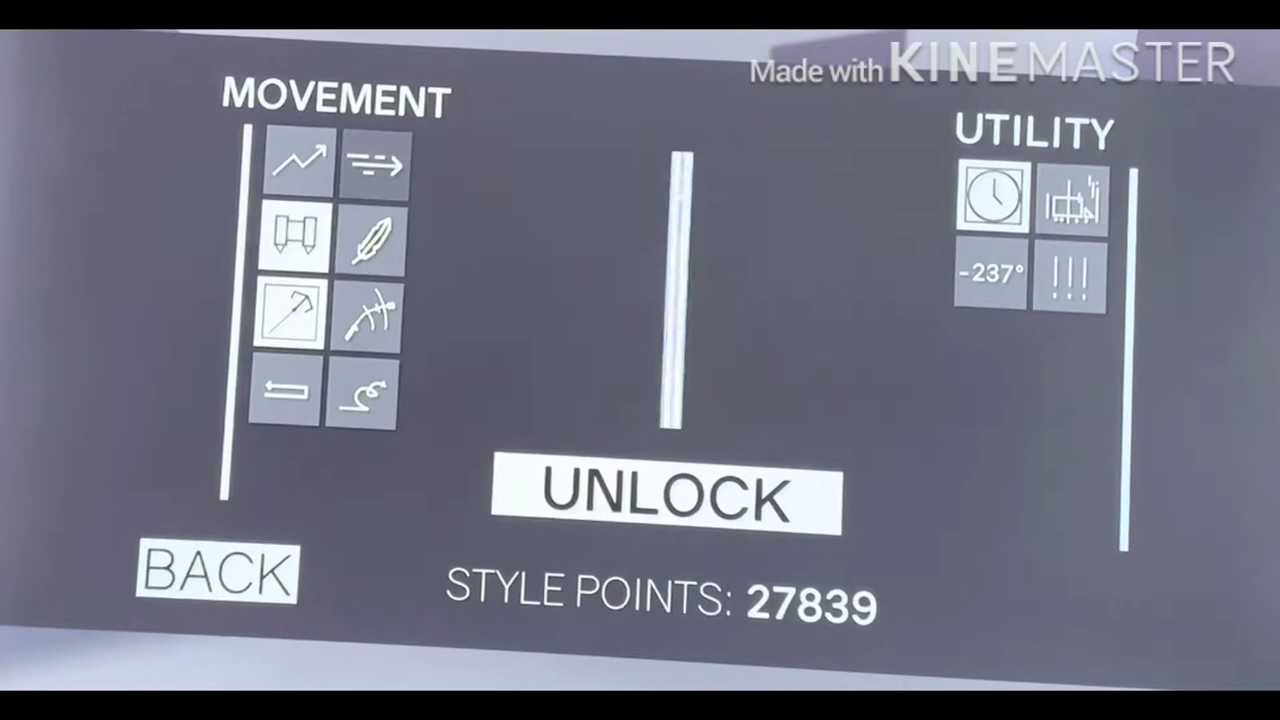 Made with KINEMASTER
MOVEMENT
UTILITY
-237°
!!!
UNLOCK
BACK
STYLE POINTS: 27839